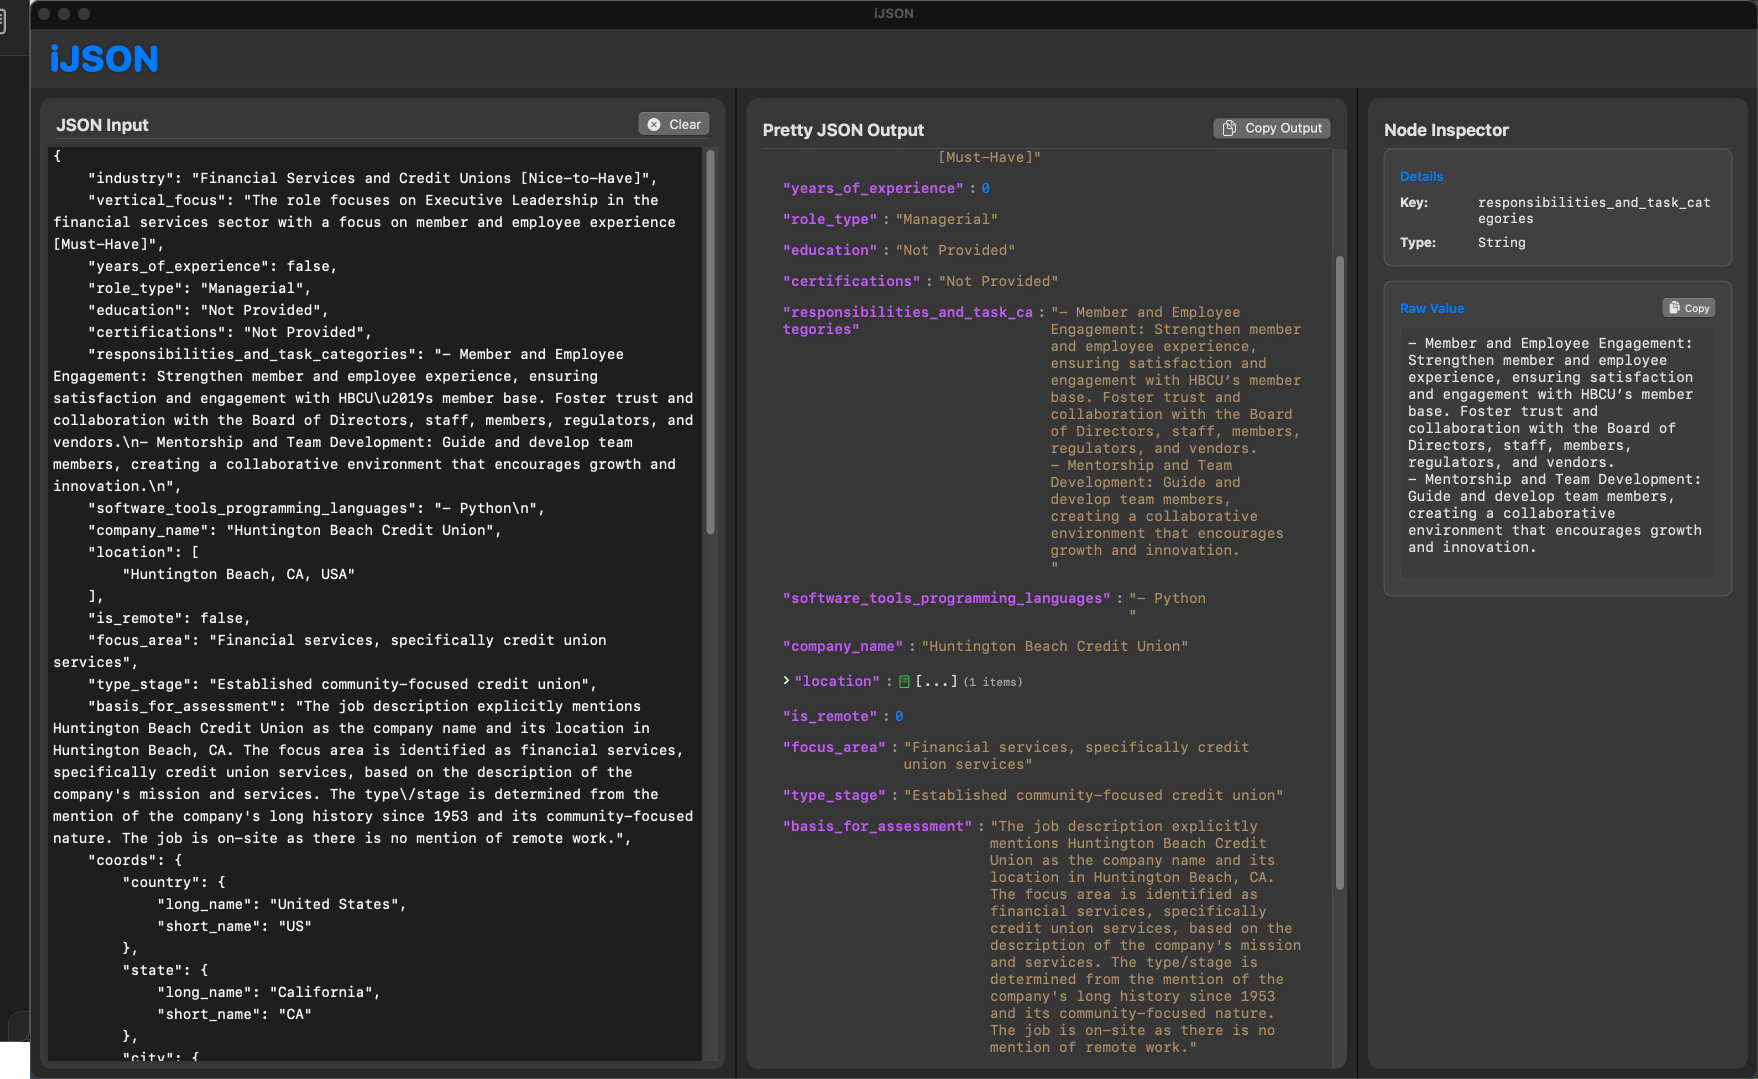 iJSON
iJSON
JSON Input
Clear
{
"industry": "Financial Services and Credit Unions [Nice-to-Have]",
"vertical_focus": "The role focuses on Executive Leadership in the
financial services sector with a focus on member and employee experience
[Must-Have]",
"years_of_experience": false,
"role_type": "Managerial",
"education": "Not Provided",
"certifications": "Not Provided",
"responsibilities_and_task_categories": "– Member and Employee
Engagement: Strengthen member and employee experience, ensuring
satisfaction and engagement with HBCU\u2019s member base. Foster trust and
collaboration with the Board of Directors, staff, members, regulators, and
vendors.\n– Mentorship and Team Development: Guide and develop team
members, creating a collaborative environment that encourages growth and
innovation.\n",
"software_tools_programming_languages": "– Python\n",
"company_name": "Huntington Beach Credit Union",
"location": [
"Huntington Beach, CA, USA"
],
"is_remote": false,
"focus_area": "Financial services, specifically credit union
services",
"type_stage": "Established community-focused credit union",
"basis_for_assessment": "The job description explicitly mentions
Huntington Beach Credit Union as the company name and its location in
Huntington Beach, CA. The focus area is identified as financial services,
specifically credit union services, based on the description of the
company's mission and services. The type\/stage is determined from the
mention of the company's long history since 1953 and its community-focused
nature. The job is on-site as there is no mention of remote work.",
"coords": {
"country": {
"long_name": "United States",
"short_name": "US"
},
"state": {
"long_name": "California",
"short_name": "CA"
},
"city": {
Pretty JSON Output
Copy Output
[Must-Have]"
"years_of_experience" : 0
"role_type" : "Managerial"
"education" : "Not Provided"
"certifications" : "Not Provided"
"responsibilities_and_task_ca : "– Member and Employee
tegories" Engagement: Strengthen member
and employee experience,
ensuring satisfaction and
engagement with HBCU’s member
base. Foster trust and
collaboration with the Board
of Directors, staff, members,
regulators, and vendors.
– Mentorship and Team
Development: Guide and
develop team members,
creating a collaborative
environment that encourages
growth and innovation.
"
"software_tools_programming_languages" : "– Python
"
"company_name" : "Huntington Beach Credit Union"
"location" : [...] (1 items)
"is_remote" : 0
"focus_area" : "Financial services, specifically credit
union services"
"type_stage" : "Established community-focused credit union"
"basis_for_assessment" : "The job description explicitly
mentions Huntington Beach Credit
Union as the company name and its
location in Huntington Beach, CA.
The focus area is identified as
financial services, specifically
credit union services, based on the
description of the company's mission
and services. The type/stage is
determined from the mention of the
company's long history since 1953
and its community-focused nature.
The job is on-site as there is no
mention of remote work."
Node Inspector
Details
Key: responsibilities_and_task_cat
egories
Type: String
Raw Value
Copy
– Member and Employee Engagement:
Strengthen member and employee
experience, ensuring satisfaction
and engagement with HBCU’s member
base. Foster trust and
collaboration with the Board of
Directors, staff, members,
regulators, and vendors.
– Mentorship and Team Development:
Guide and develop team members,
creating a collaborative
environment that encourages growth
and innovation.